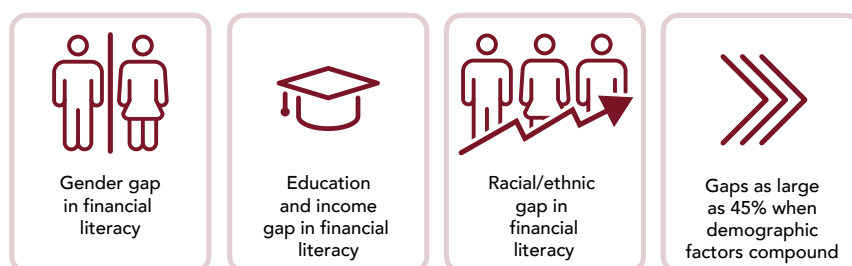 Gender gap
in financial
literacy
Education
and income
gap in financial
literacy
Racial/ethnic
gap in
financial
literacy
Gaps as large
as 45% when
demographic
factors compound